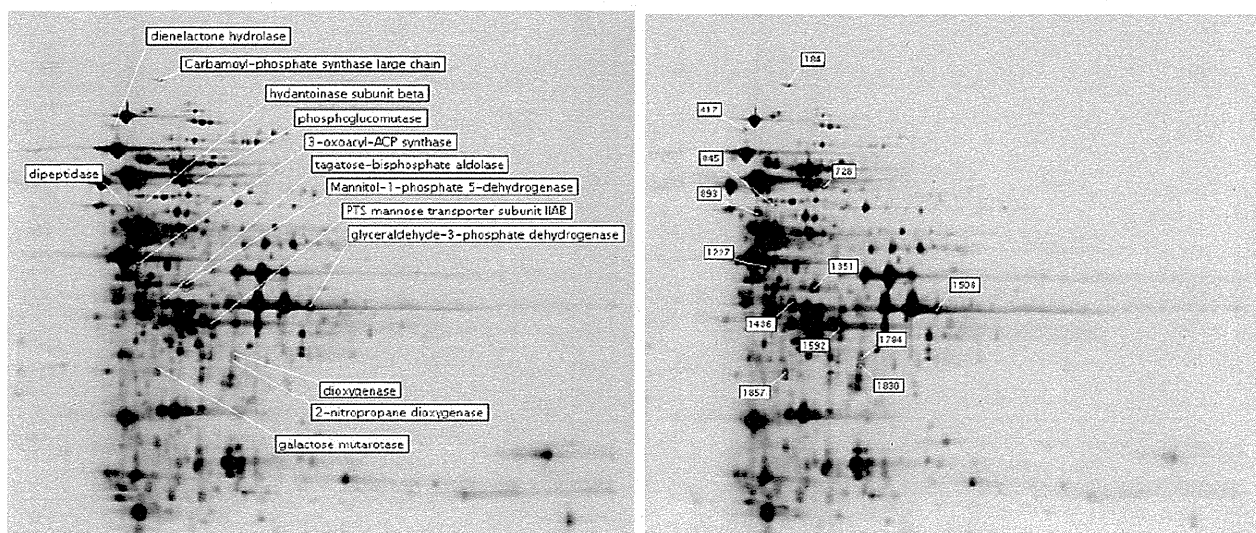 dienelactone hydrolase
Carbamoyl-phosphate synthase large chain
hydantoinase subunit beta
phosphoglucomutase
3-oxoacyl-ACP synthase
tagatose-bisphosphate aldolase
dipeptidase
Mannitol-1-phosphate 5-dehydrogenase
PTS mannose transporter subunit IIAB
glyceraldehyde-3-phosphate dehydrogenase
dioxygenase
2-nitropropane dioxygenase
galactose mutarotase
184
417
845
728
893
1227
1351
1508
1436
1592
1784
1857
1830